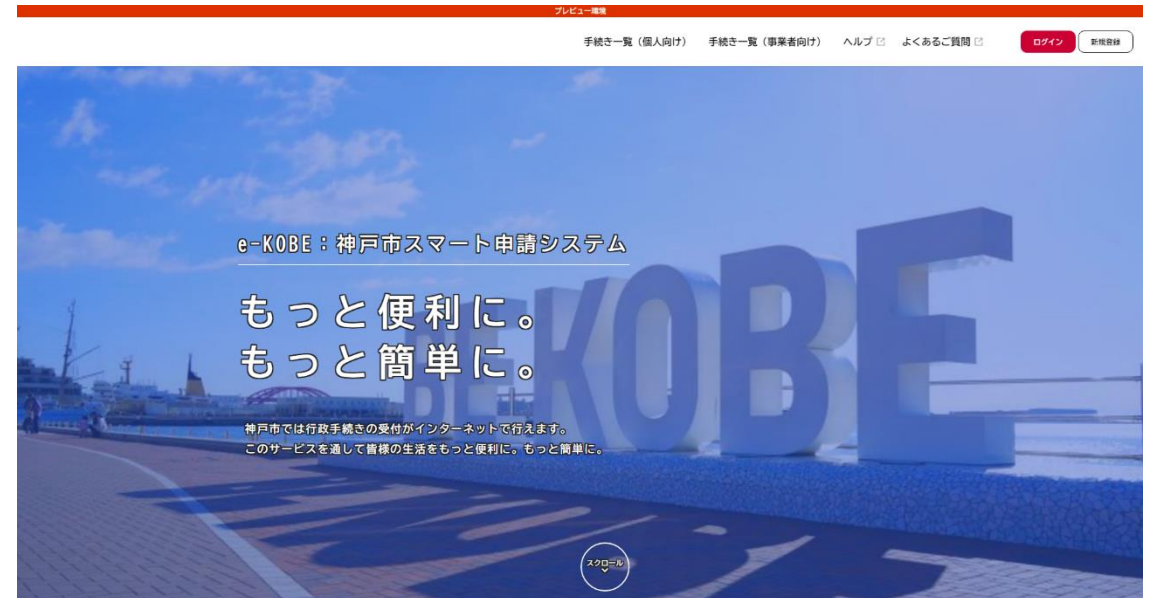 プレビュー環境
手続き一覧（個人向け） 手続き一覧（事業者向け） ヘルプ よくあるご質問 ログイン 新規登録
e-KOBE：神戸市スマート申請システム
もっと便利に。
もっと簡単に。
BE KOBE
神戸市では行政手続きの受付がインターネットで行えます。
このサービスを通して皆様の生活をもっと便利に。もっと簡単に。
スクロール